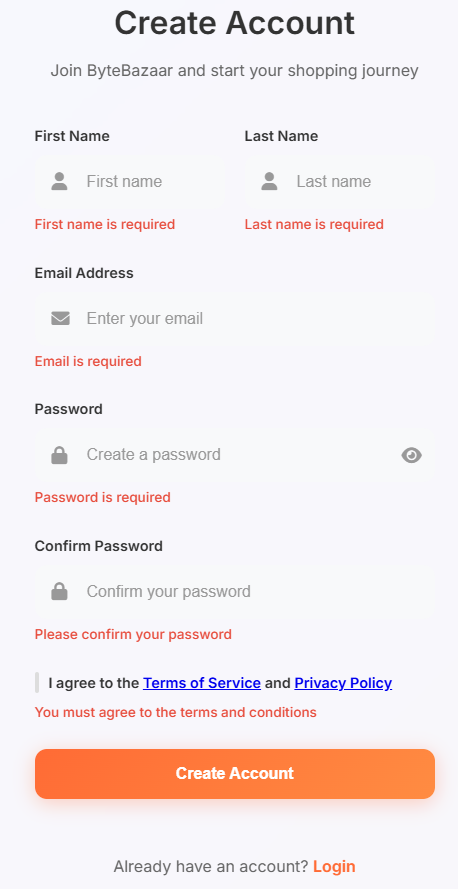 Create Account
Join ByteBazaar and start your shopping journey
First Name
Last Name
First name
Last name
First name is required
Last name is required
Email Address
Enter your email
Email is required
Password
Create a password
Password is required
Confirm Password
Confirm your password
Please confirm your password
I agree to the Terms of Service and Privacy Policy
You must agree to the terms and conditions
Create Account
Already have an account? Login